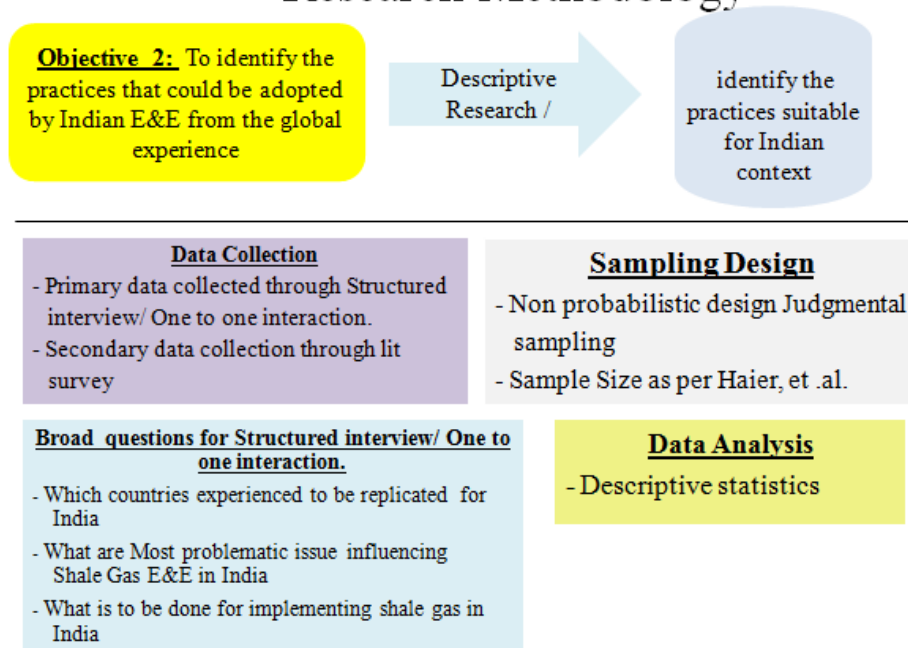 Research Methodology
Objective 2: To identify the
practices that could be adopted
by Indian E&E from the global
experience
Descriptive
Research /
identify the
practices suitable
for Indian
context
Data Collection
- Primary data collected through Structured
interview/ One to one interaction.
- Secondary data collection through lit
survey
Sampling Design
- Non probabilistic design Judgmental
sampling
- Sample Size as per Haier, et .al.
Broad questions for Structured interview/ One to
one interaction.
- Which countries experienced to be replicated for
India
- What are Most problematic issue influencing
Shale Gas E&E in India
- What is to be done for implementing shale gas in
India
Data Analysis
- Descriptive statistics